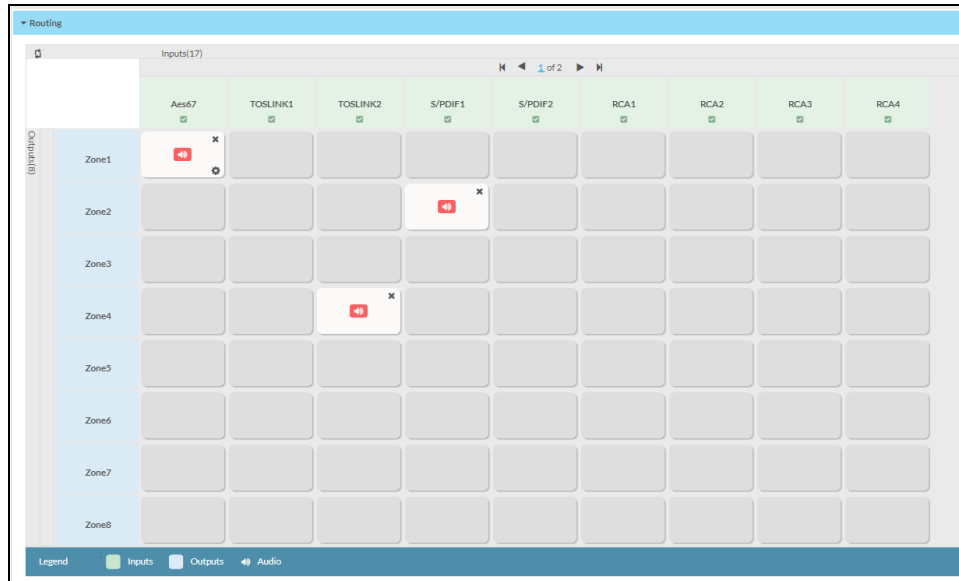 Routing
Inputs(17)
1 of 2
Aes67 TOSLINK1 TOSLINK2 S/PDIF1 S/PDIF2 RCA1 RCA2 RCA3 RCA4
Outputs(8)
Zone1
Zone2
Zone3
Zone4
Zone5
Zone6
Zone7
Zone8
Legend Inputs Outputs Audio